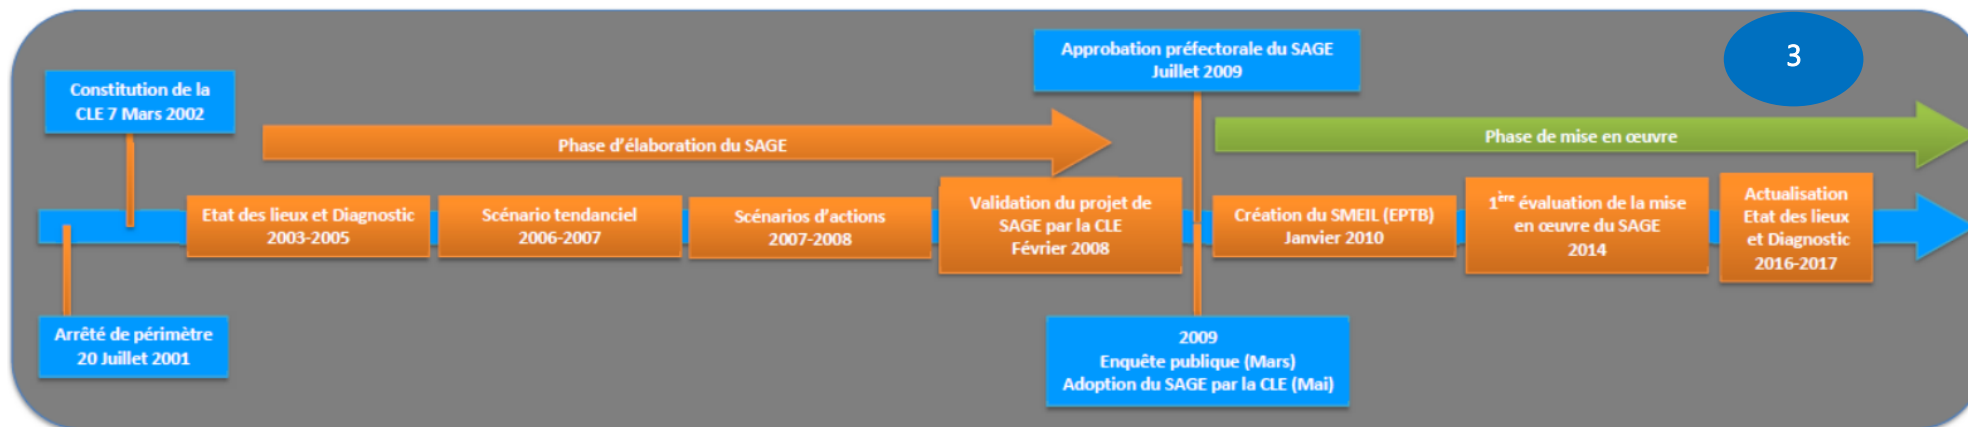 Approbation préfectorale du SAGE
Juillet 2009
3
Constitution de la
CLE 7 Mars 2002
Phase d'élaboration du SAGE
Phase de mise en œuvre
Etat des lieux et Diagnostic
2003-2005
Scénario tendanciel
2006-2007
Scénarios d'actions
2007-2008
Validation du projet de
SAGE par la CLE
Février 2008
Création du SMEIL (EPTB)
Janvier 2010
1ère évaluation de la mise
en œuvre du SAGE
2014
Actualisation
Etat des lieux
et Diagnostic
2016-2017
Arrêté de périmètre
20 Juillet 2001
2009
Enquête publique (Mars)
Adoption du SAGE par la CLE (Mai)